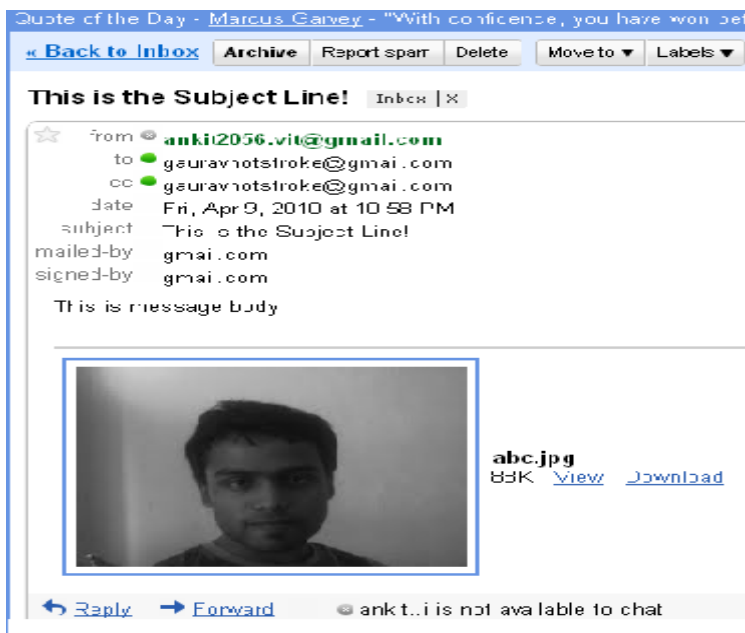 Quote of the Day - Marcus Garvey - "With confidence, you have won bef
« Back to Inbox Archive Report spam Delete Move to ▼ Labels ▼
This is the Subject Line! Inbox | X
from ankit2056.vit@gmail.com
to gauravhotstroke@gmail.com
cc gauravhotstroke@gmail.com
date Fri, Apr 9, 2010 at 10:58 PM
subject This is the Subject Line!
mailed-by gmail.com
signed-by gmail.com
This is message body
abc.jpg
88K View Download
Reply Forward ankit..i is not available to chat